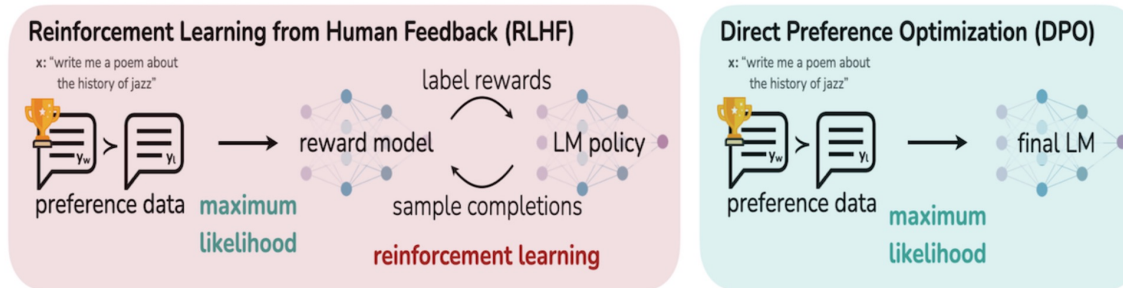 Reinforcement Learning from Human Feedback (RLHF)
x: "write me a poem about
the history of jazz"
label rewards
yw
>
yl
reward model
LM policy
preference data
sample completions
maximum
likelihood
reinforcement learning
Direct Preference Optimization (DPO)
x: "write me a poem about
the history of jazz"
yw
>
yl
final LM
preference data
maximum
likelihood